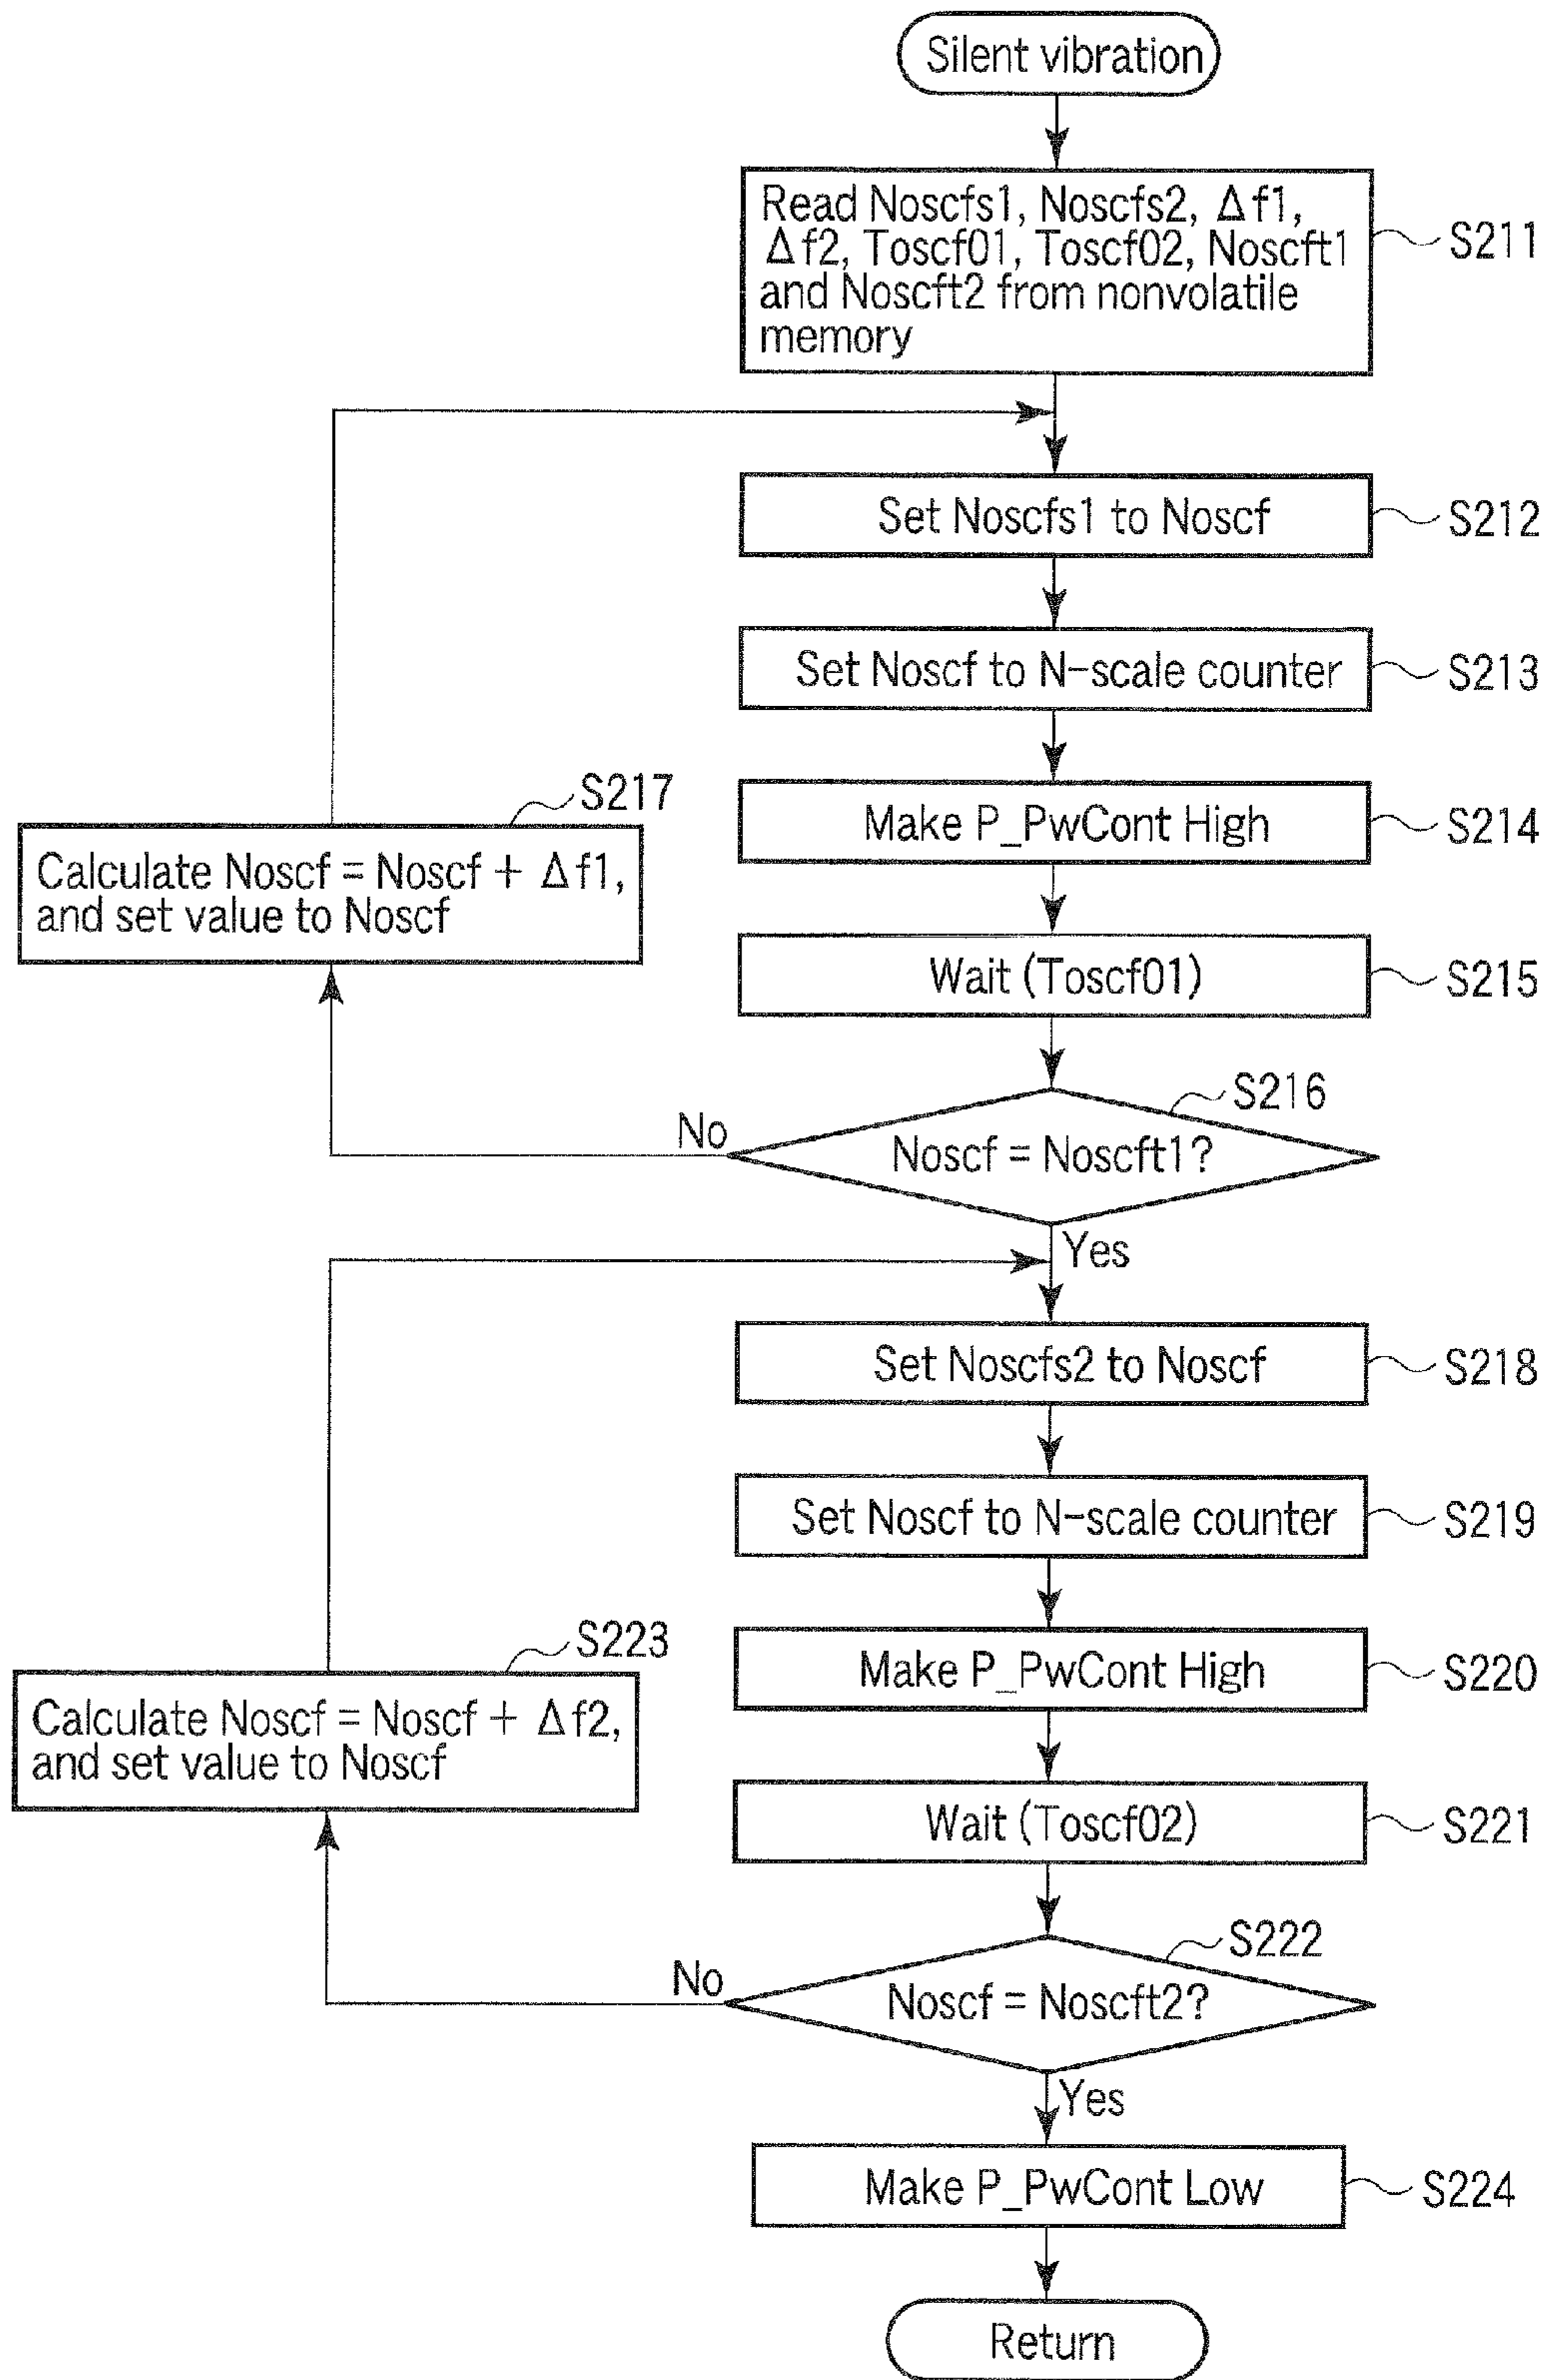 Silent vibration
Read Noscfs1, Noscfs2, Δf1,
Δf2, Toscf01, Toscf02, Noscft1
and Noscft2 from nonvolatile
memory
S211
Set Noscfs1 to Noscf
S212
Set Noscf to N-scale counter
S213
Make P_PwCont High
S214
S217
Calculate Noscf = Noscf + Δf1,
and set value to Noscf
Wait (Toscf01)
S215
S216
No
Noscf = Noscft1?
Yes
Set Noscfs2 to Noscf
S218
Set Noscf to N-scale counter
S219
Make P_PwCont High
S220
S223
Calculate Noscf = Noscf + Δf2,
and set value to Noscf
Wait (Toscf02)
S221
S222
No
Noscf = Noscft2?
Yes
Make P_PwCont Low
S224
Return